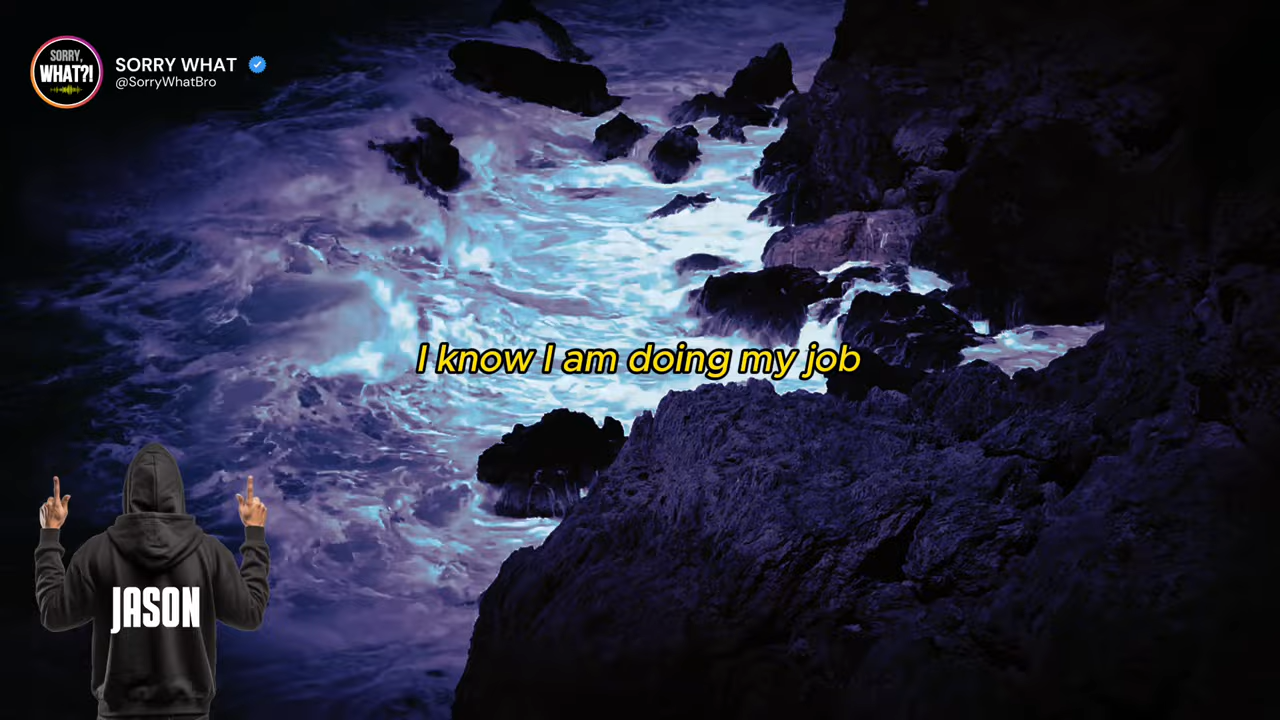 SORRY,
WHAT?!
SORRY WHAT
@SorryWhatBro
I know I am doing my job
JASON